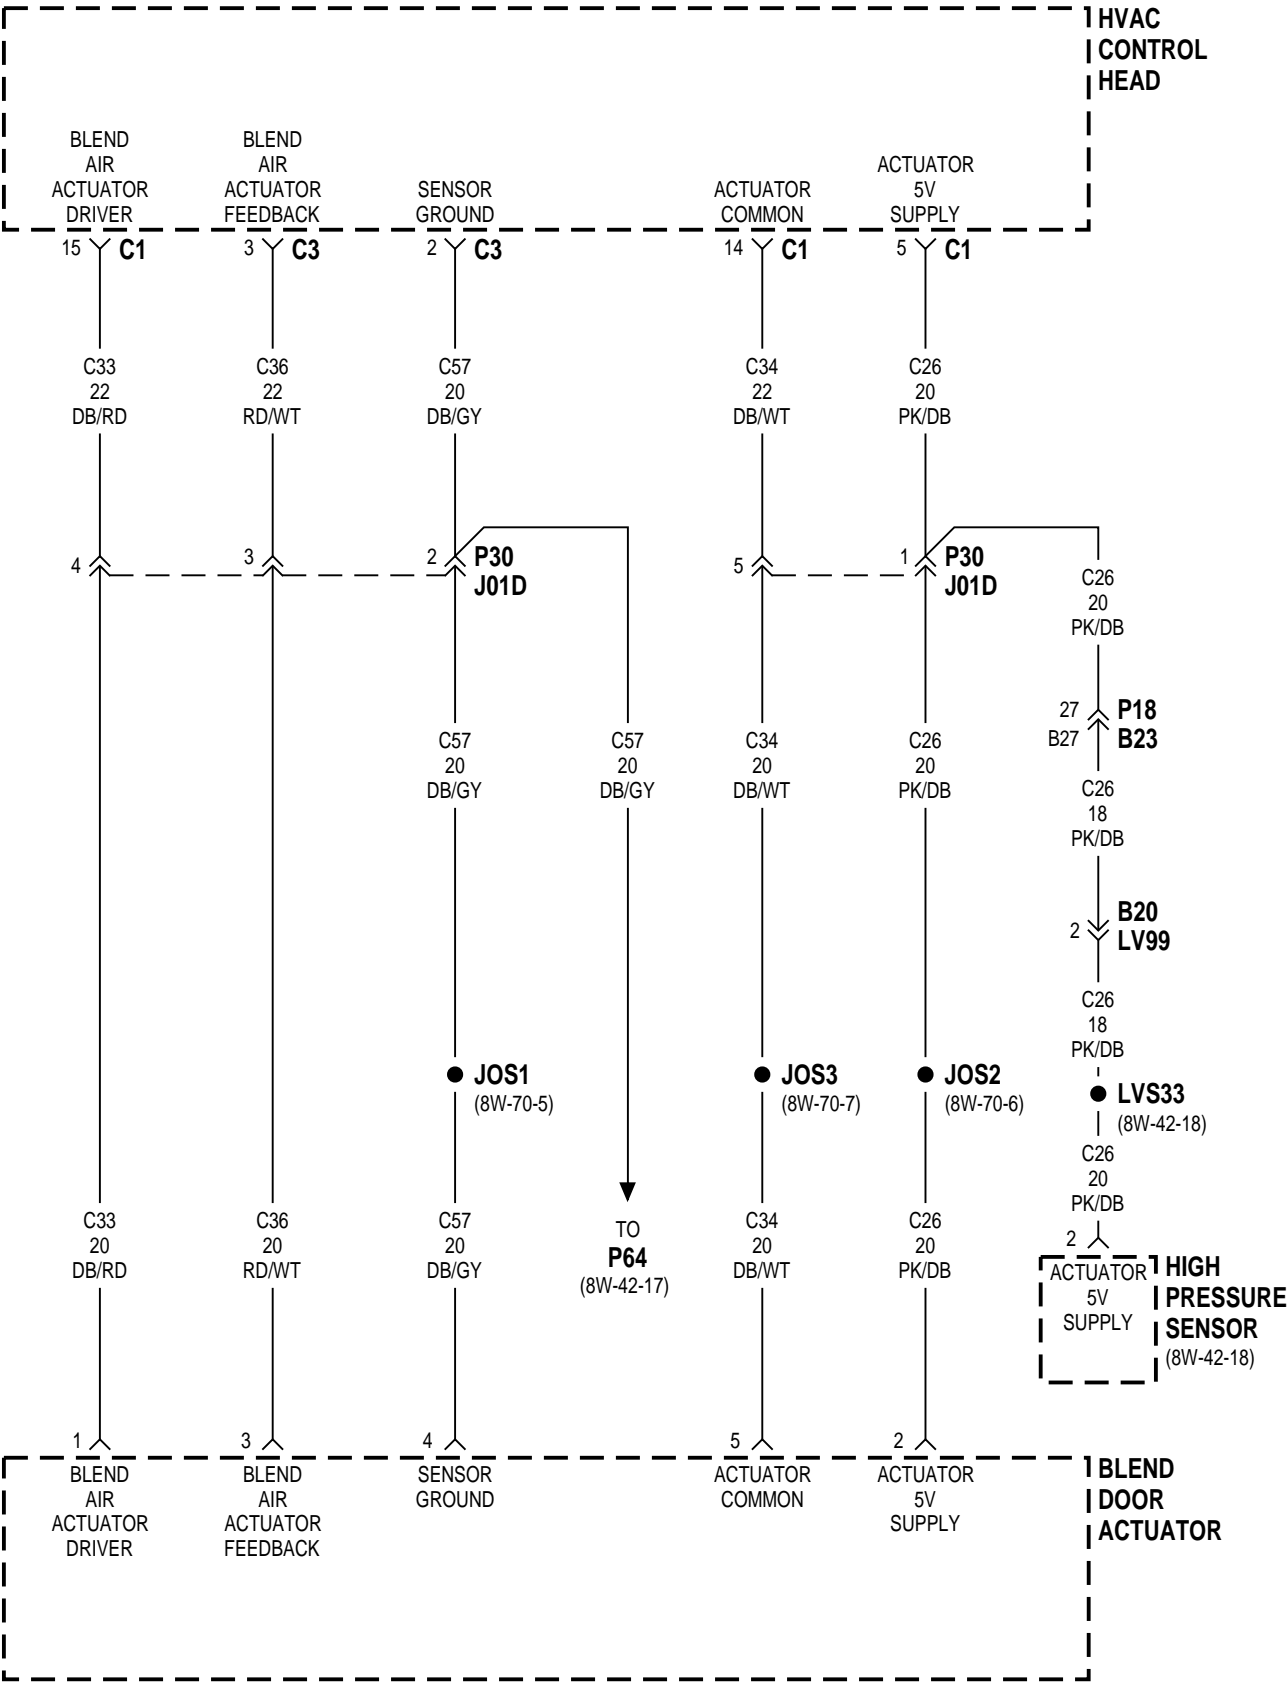 HVAC
CONTROL
HEAD
BLEND
AIR
ACTUATOR
DRIVER
BLEND
AIR
ACTUATOR
FEEDBACK
SENSOR
GROUND
ACTUATOR
COMMON
ACTUATOR
5V
SUPPLY
15 C1
3 C3
2 C3
14 C1
5 C1
C33
22
DB/RD
C36
22
RD/WT
C57
20
DB/GY
C34
22
DB/WT
C26
20
PK/DB
4
3
2 P30
J01D
5
1 P30
J01D
C26
20
PK/DB
27 P18
B27 B23
C57
20
DB/GY
C57
20
DB/GY
C34
20
DB/WT
C26
20
PK/DB
C26
18
PK/DB
B20
2 LV99
C26
18
PK/DB
JOS1
(8W-70-5)
JOS3
(8W-70-7)
JOS2
(8W-70-6)
LVS33
(8W-42-18)
C26
20
PK/DB
C33
20
DB/RD
C36
20
RD/WT
C57
20
DB/GY
TO
P64
(8W-42-17)
C34
20
DB/WT
C26
20
PK/DB
2
ACTUATOR
5V
SUPPLY
HIGH
PRESSURE
SENSOR
(8W-42-18)
1
3
4
5
2
BLEND
AIR
ACTUATOR
DRIVER
BLEND
AIR
ACTUATOR
FEEDBACK
SENSOR
GROUND
ACTUATOR
COMMON
ACTUATOR
5V
SUPPLY
BLEND
DOOR
ACTUATOR